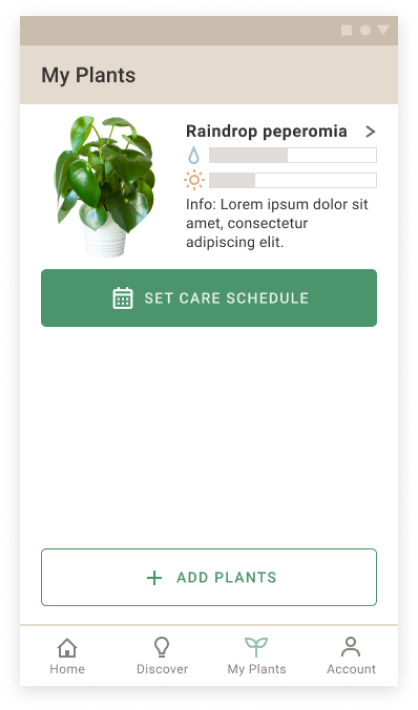 My Plants
Raindrop peperomia
Info: Lorem ipsum dolor sit
amet, consectetur
adipiscing elit.
SET CARE SCHEDULE
ADD PLANTS
Home
Discover
My Plants
Account